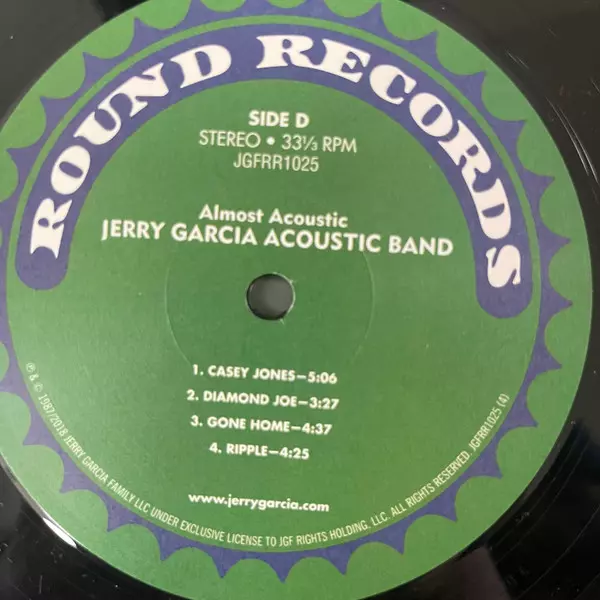 ROUND RECORDS
SIDE D
STEREO • 33⅓ RPM
JGFRR1025
Almost Acoustic
JERRY GARCIA ACOUSTIC BAND
1. CASEY JONES–5:06
2. DIAMOND JOE–3:27
3. GONE HOME–4:37
4. RIPPLE–4:25
www.jerrygarcia.com
℗ & © 1987/2018 JERRY GARCIA FAMILY LLC UNDER EXCLUSIVE LICENSE TO JGF RIGHTS HOLDING, LLC. ALL RIGHTS RESERVED. JGFRR1025 (4)